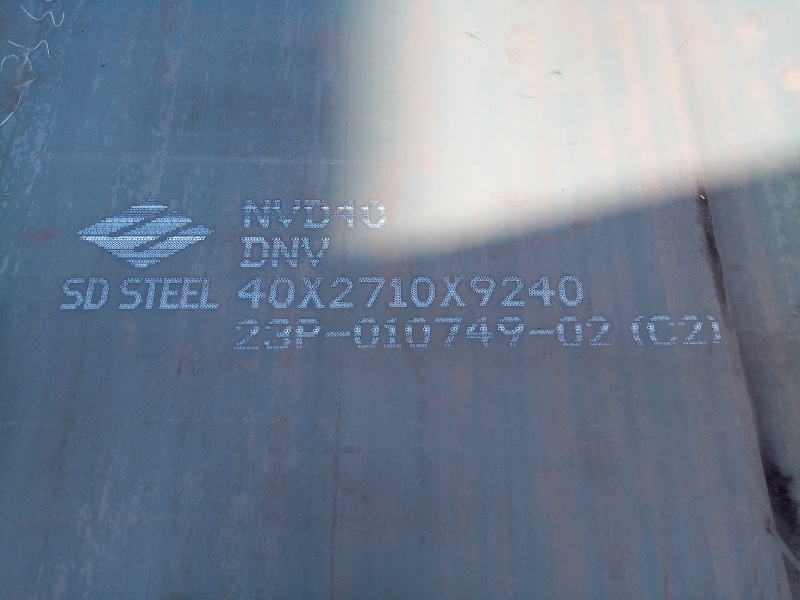 NVD40
DNV
SD STEEL 40X2710X9240
23P-010749-02 (C2)